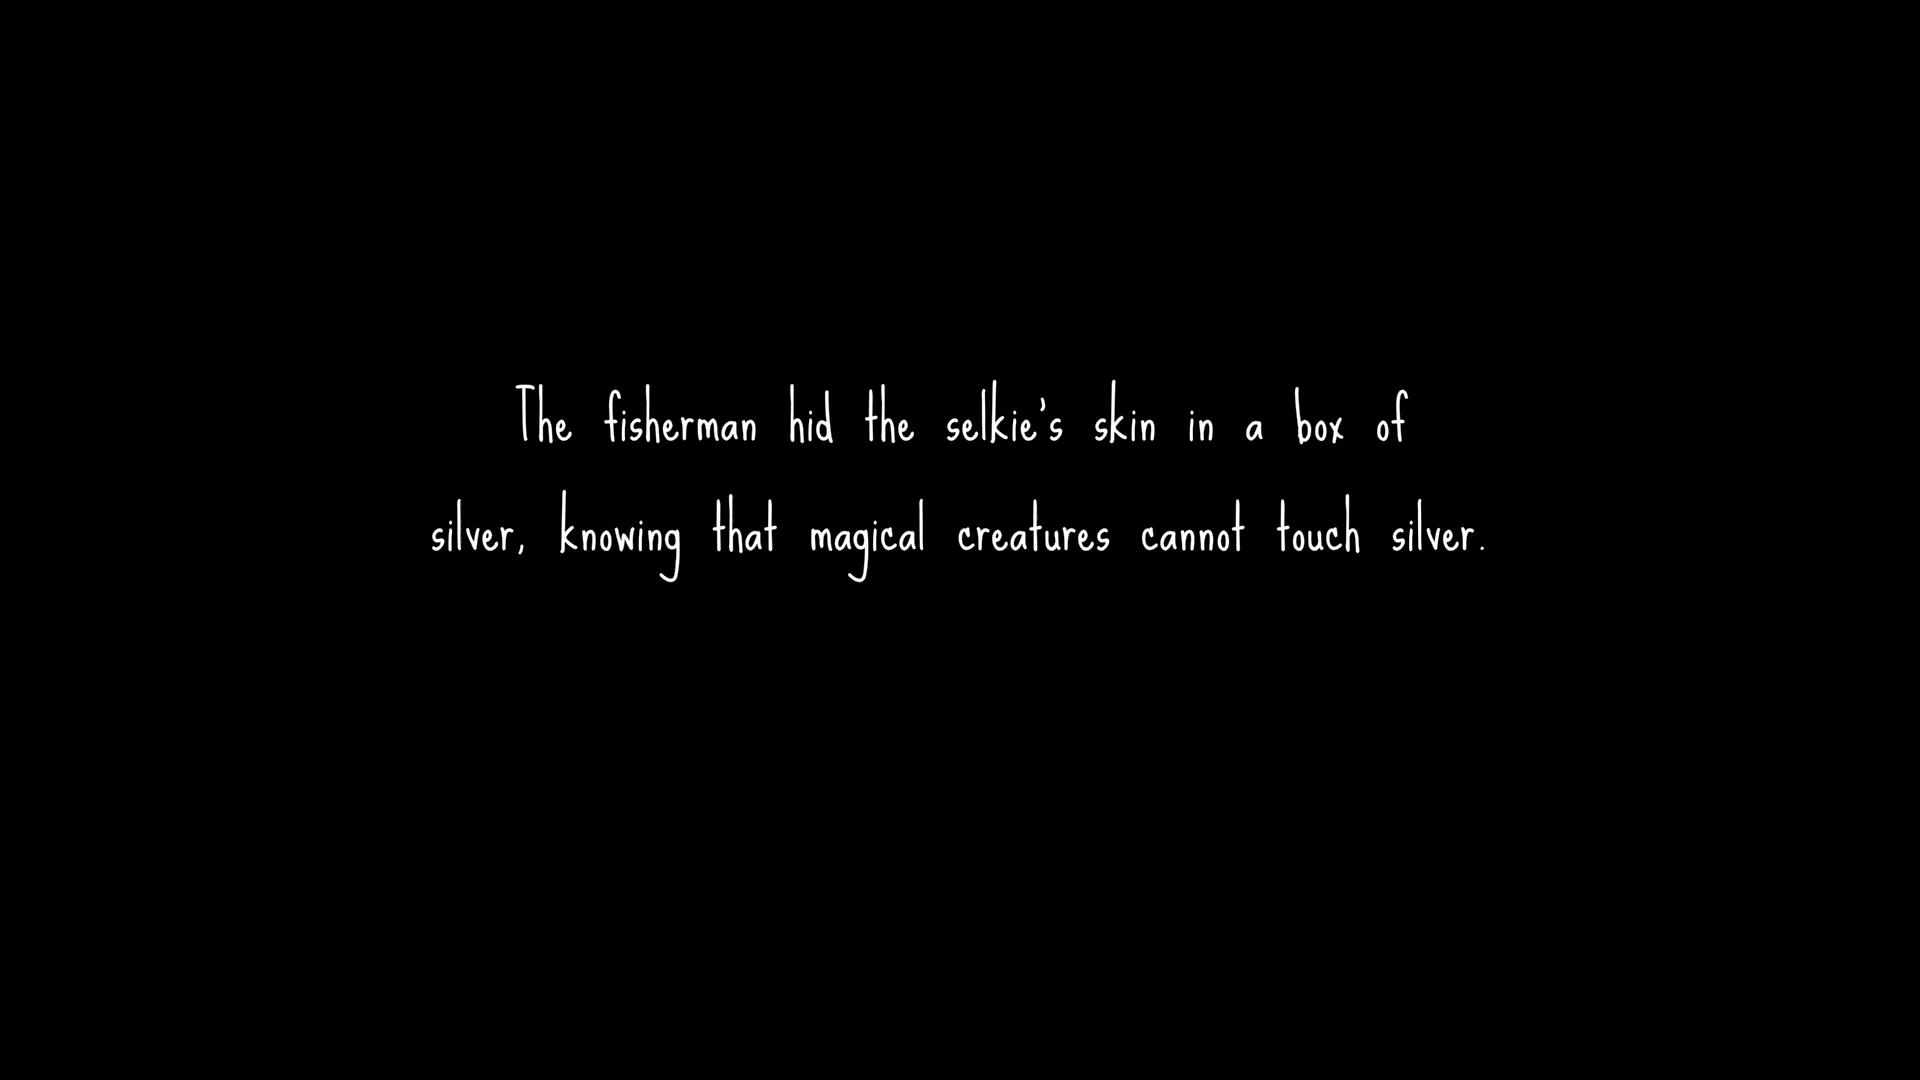 The fisherman hid the selkie's skin in a box of
silver, knowing that magical creatures cannot touch silver.